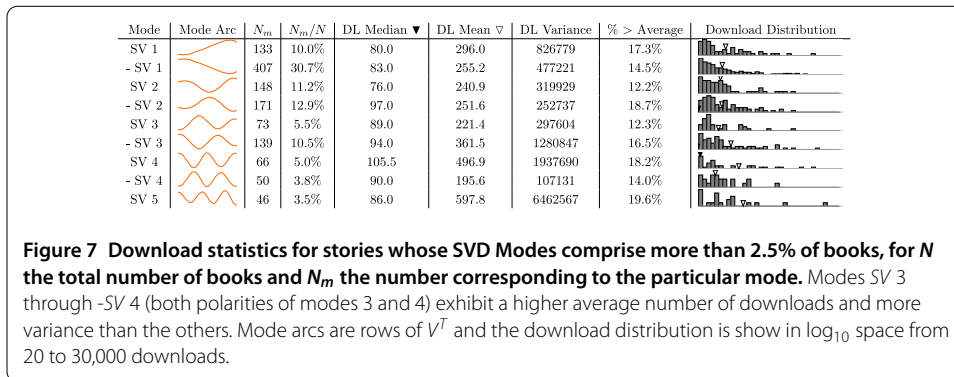 Mode Mode Arc N_m N_m/N DL Median ▼ DL Mean ▽ DL Variance % > Average Download Distribution
SV 1 133 10.0% 80.0 296.0 826779 17.3%
- SV 1 407 30.7% 83.0 255.2 477221 14.5%
SV 2 148 11.2% 76.0 240.9 319929 12.2%
- SV 2 171 12.9% 97.0 251.6 252737 18.7%
SV 3 73 5.5% 89.0 221.4 297604 12.3%
- SV 3 139 10.5% 94.0 361.5 1280847 16.5%
SV 4 66 5.0% 105.5 496.9 1937690 18.2%
- SV 4 50 3.8% 90.0 195.6 107131 14.0%
SV 5 46 3.5% 86.0 597.8 6462567 19.6%
Figure 7 Download statistics for stories whose SVD Modes comprise more than 2.5% of books, for N
the total number of books and N_m the number corresponding to the particular mode. Modes SV 3
through -SV 4 (both polarities of modes 3 and 4) exhibit a higher average number of downloads and more
variance than the others. Mode arcs are rows of V^T and the download distribution is show in log_10 space from
20 to 30,000 downloads.